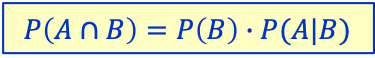 P(A ∩ B) = P(B) · P(A|B)